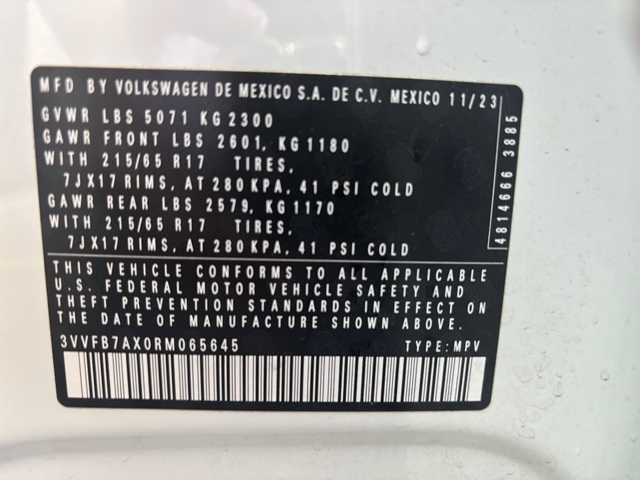 MFD BY VOLKSWAGEN DE MEXICO S.A. DE C.V. MEXICO 11/23
GVWR LBS 5071 KG 2300
GAWR FRONT LBS 2601, KG 1180
WITH 215/65 R17 TIRES,
7JX17 RIMS, AT 280 KPA, 41 PSI COLD
GAWR REAR LBS 2579, KG 1170
WITH 215/65 R17 TIRES,
7JX17 RIMS, AT 280 KPA, 41 PSI COLD
4814666 3885
THIS VEHICLE CONFORMS TO ALL APPLICABLE
U.S. FEDERAL MOTOR VEHICLE SAFETY AND
THEFT PREVENTION STANDARDS IN EFFECT ON
THE DATE OF MANUFACTURE SHOWN ABOVE.
3VVFB7AX0RM065645 TYPE: MPV